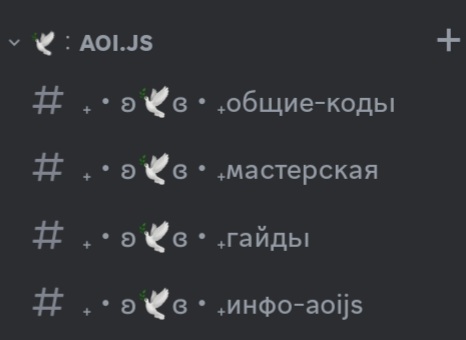 🕊️ : AOI.JS
# ₊ • ʚ🕊️ɞ • ₊общие-коды
# ₊ • ʚ🕊️ɞ • ₊мастерская
# ₊ • ʚ🕊️ɞ • ₊гайды
# ₊ • ʚ🕊️ɞ • ₊инфо-aoijs